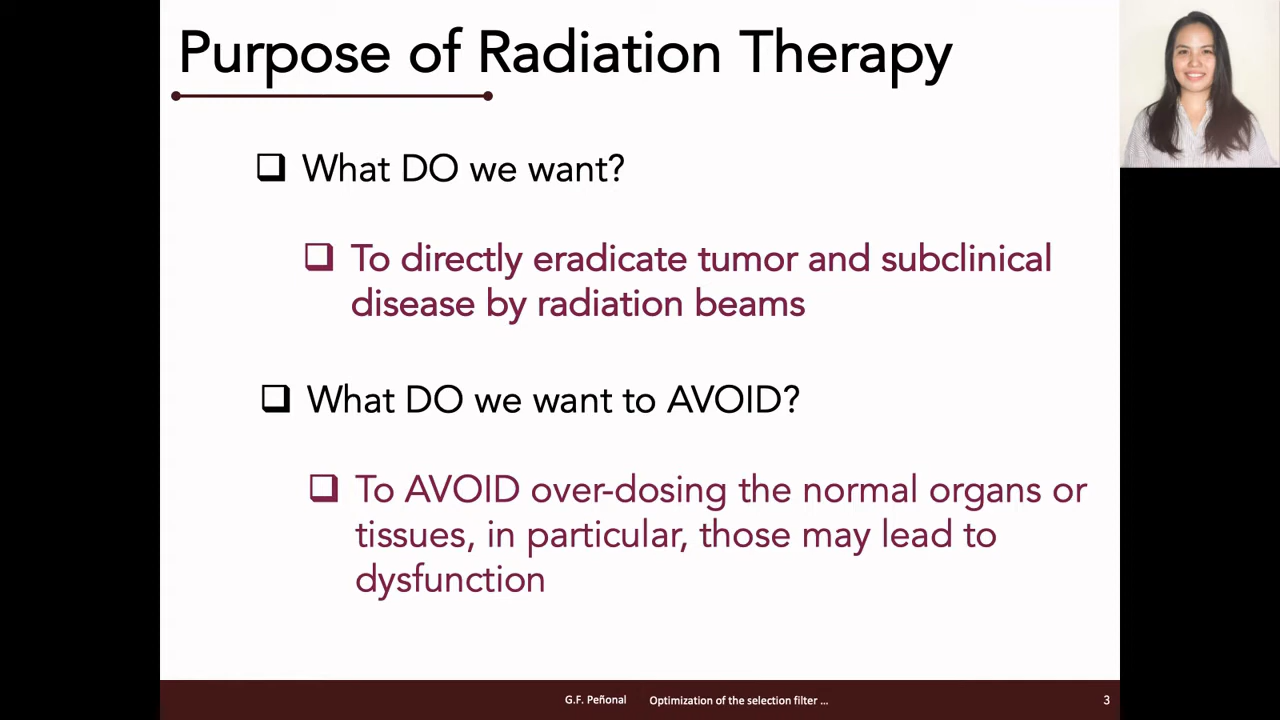 Purpose of Radiation Therapy
What DO we want?
To directly eradicate tumor and subclinical
disease by radiation beams
What DO we want to AVOID?
To AVOID over-dosing the normal organs or
tissues, in particular, those may lead to
dysfunction
G.F. Peñonal Optimization of the selection filter ... 3